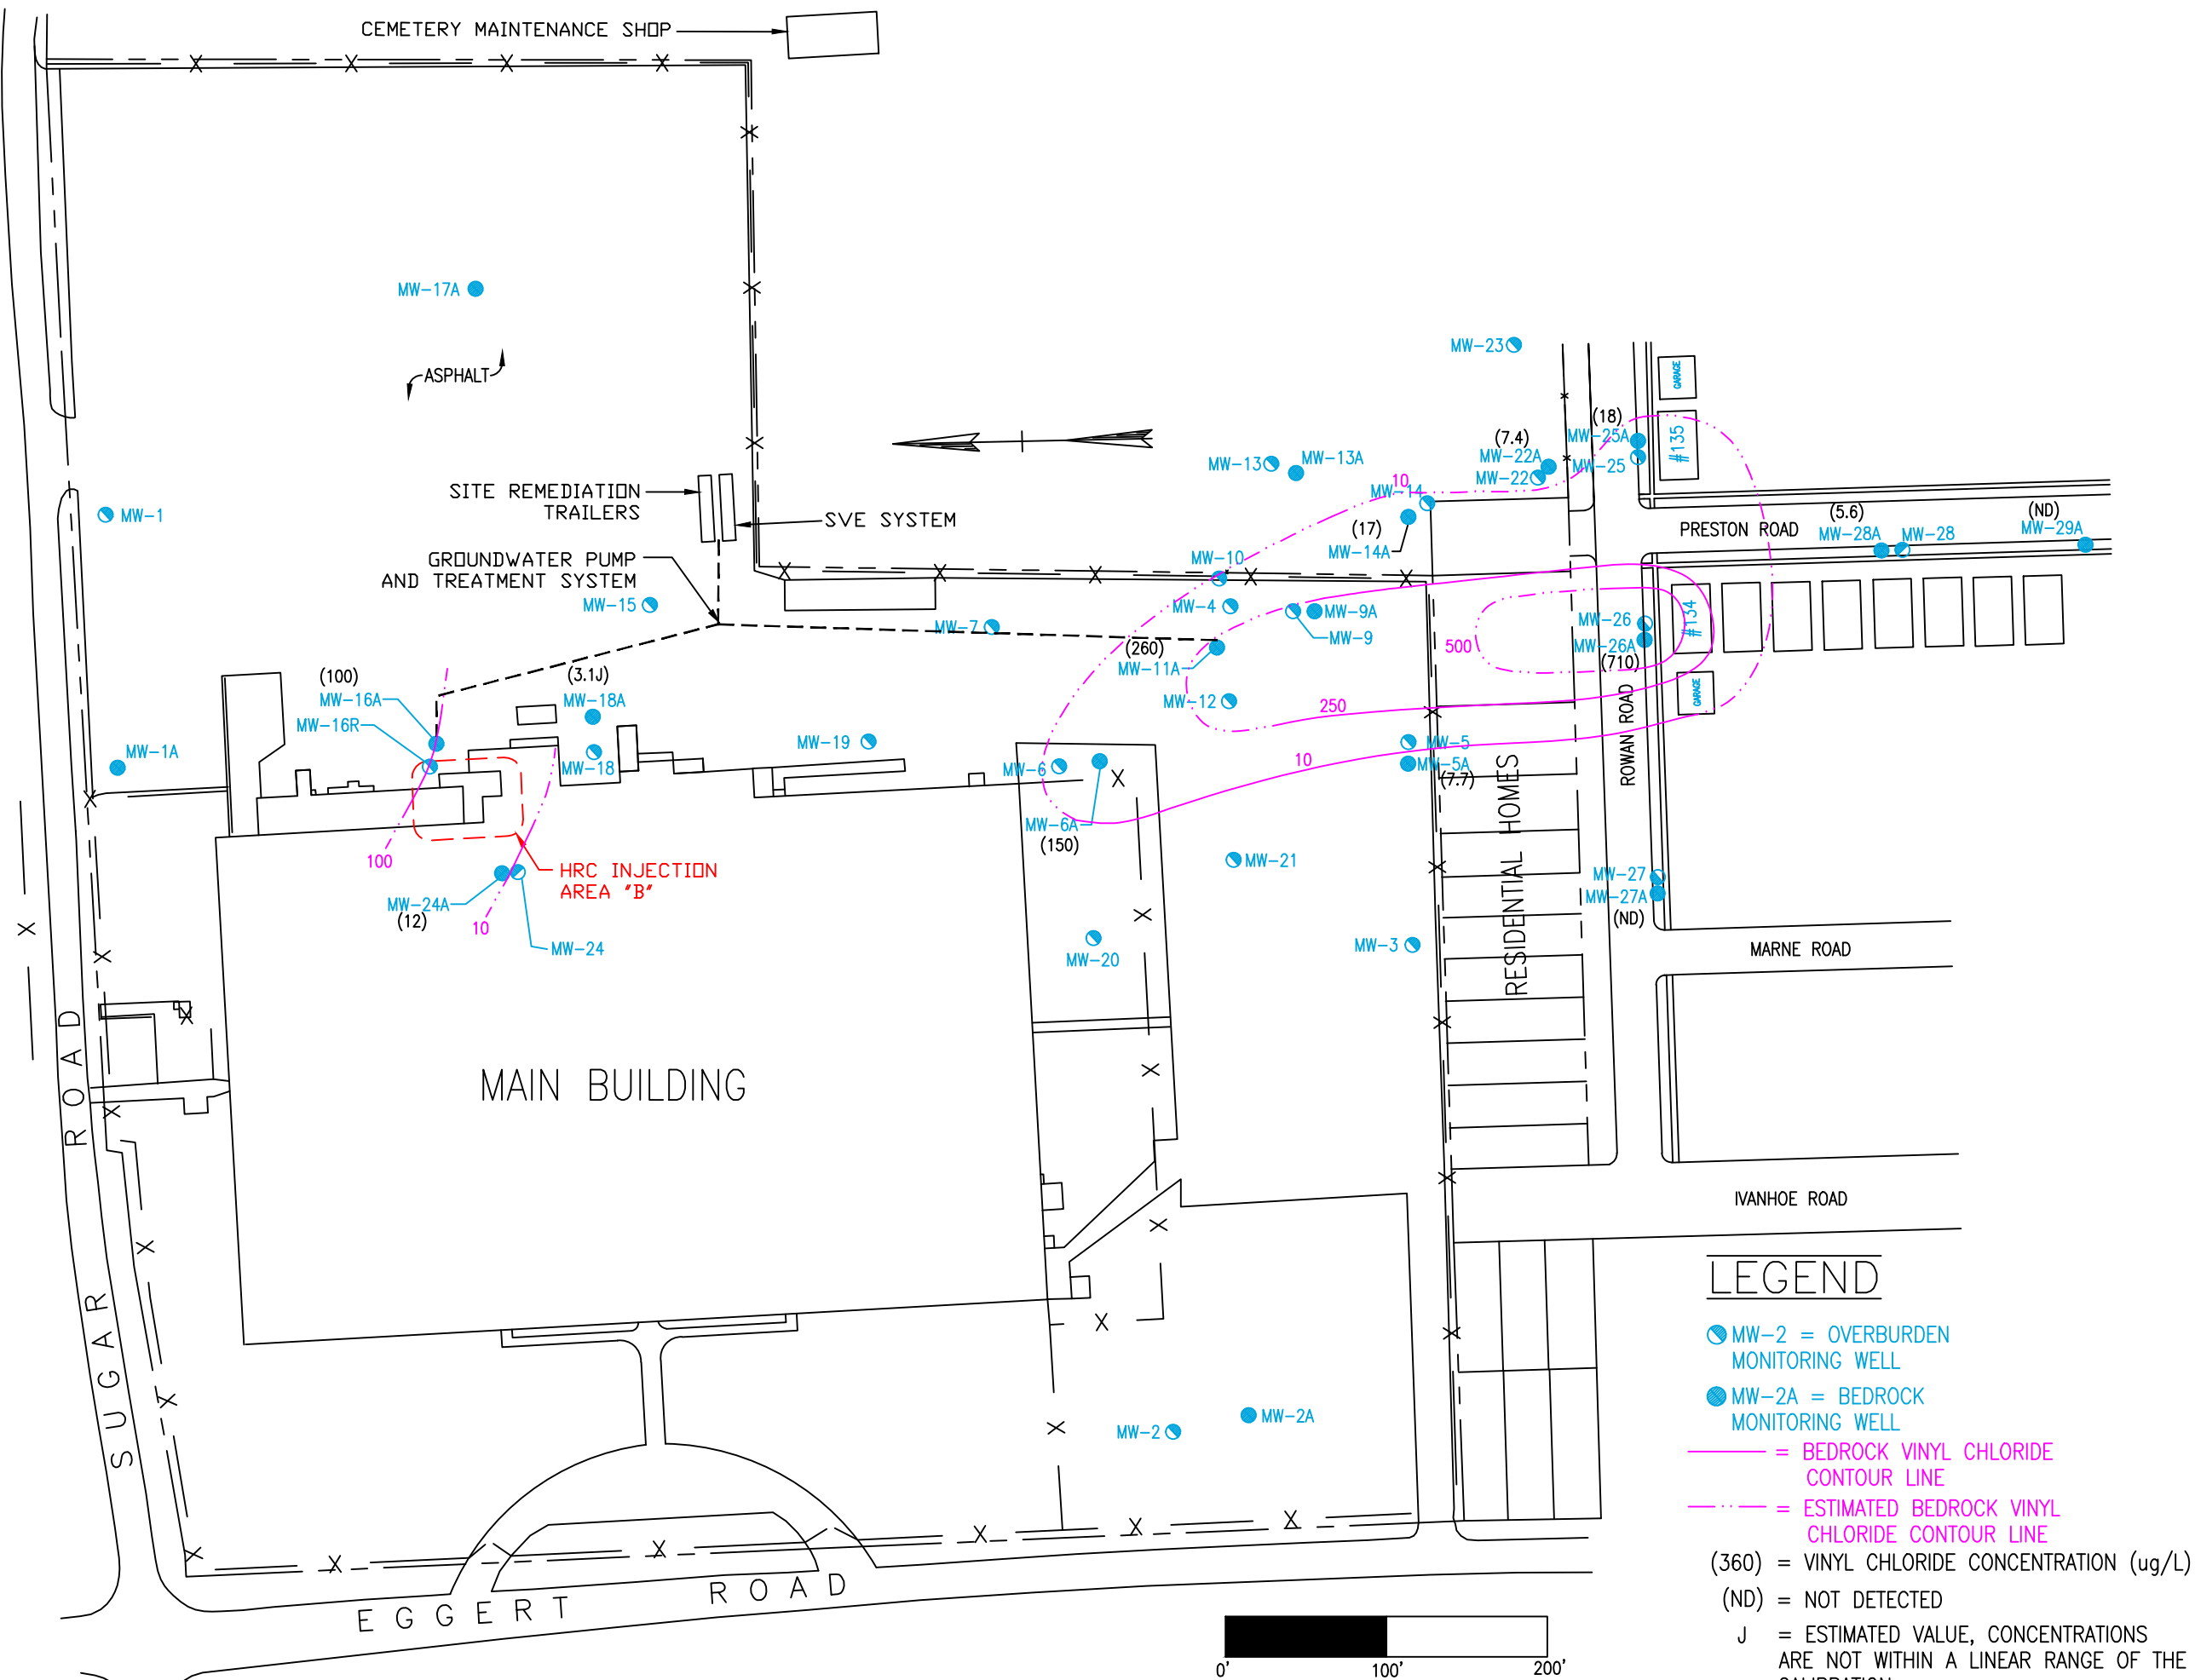 CEMETERY MAINTENANCE SHOP
MW-17A
ASPHALT
MW-23
GARAGE
(18)
MW-25A
#135
(7.4)
MW-22A
MW-25
MW-22
MW-13
MW-13A
10
MW-14
SITE REMEDIATION
TRAILERS
SVE SYSTEM
MW-1
(17)
MW-14A
PRESTON ROAD
(5.6)
MW-28A
MW-28
(ND)
MW-29A
GROUNDWATER PUMP
AND TREATMENT SYSTEM
MW-10
MW-15
MW-4
MW-9A
MW-9
MW-7
(260)
MW-11A
500
MW-26
MW-26A
(710)
#134
GARAGE
(100)
MW-16A
MW-16R
(3.1J)
MW-18A
MW-18
MW-12
250
ROWAN ROAD
MW-1A
MW-19
MW-6
10
MW-5
MW-5A
(7.7)
MW-6A
(150)
100
HRC INJECTION
AREA "B"
MW-24A
(12)
10
MW-24
MW-21
MW-20
MW-3
RESIDENTIAL HOMES
MW-27
MW-27A
(ND)
MARNE ROAD
MAIN BUILDING
IVANHOE ROAD
SUGAR ROAD
MW-2
MW-2A
EGGERT ROAD
LEGEND
MW-2 = OVERBURDEN
MONITORING WELL
MW-2A = BEDROCK
MONITORING WELL
= BEDROCK VINYL CHLORIDE
CONTOUR LINE
= ESTIMATED BEDROCK VINYL
CHLORIDE CONTOUR LINE
(360) = VINYL CHLORIDE CONCENTRATION (ug/L)
(ND) = NOT DETECTED
J = ESTIMATED VALUE, CONCENTRATIONS
ARE NOT WITHIN A LINEAR RANGE OF THE
0' 100' 200'